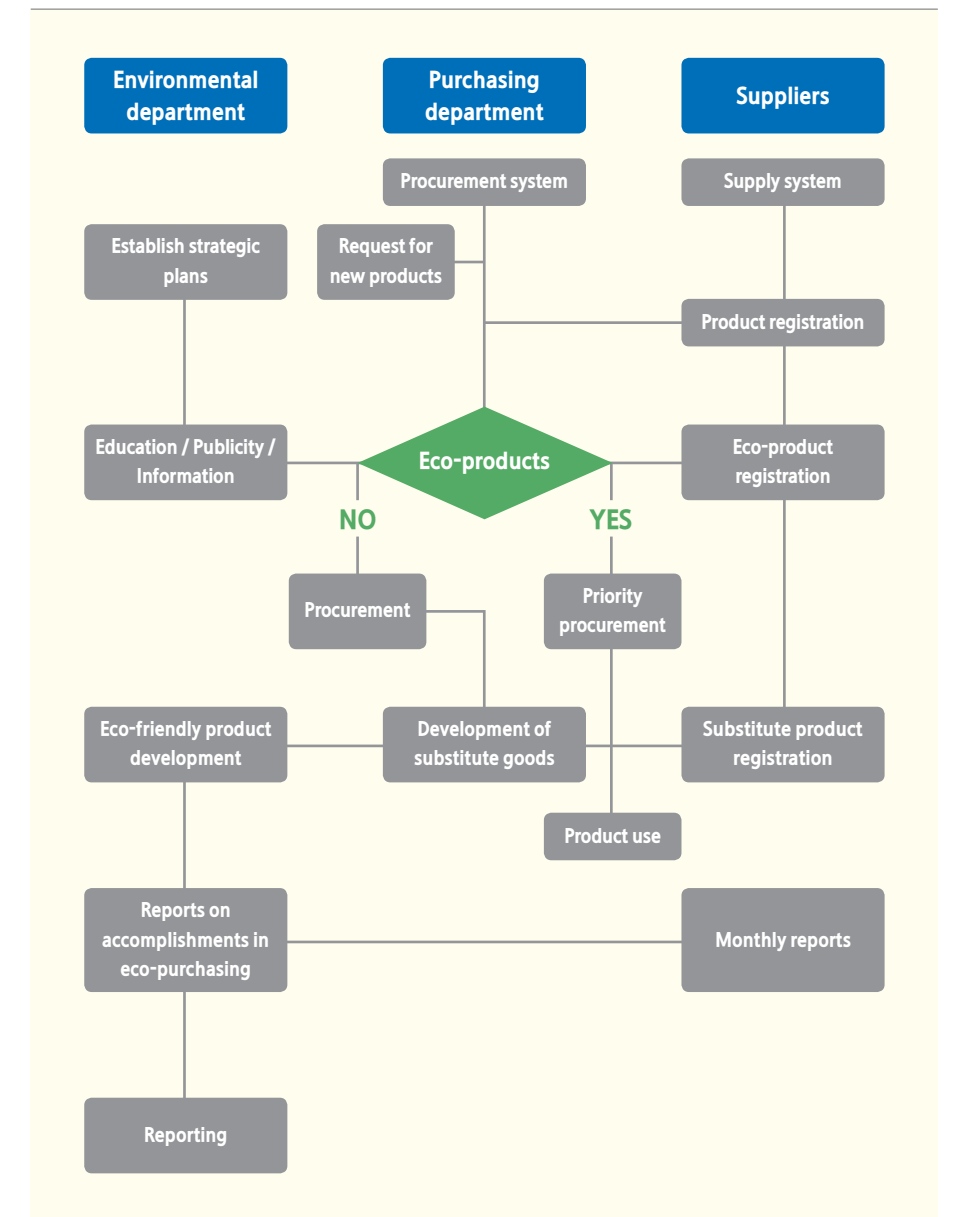 Environmental
department
Purchasing
department
Suppliers
Procurement system
Supply system
Establish strategic
plans
Request for
new products
Product registration
Education / Publicity /
Information
Eco-products
Eco-product
registration
NO
YES
Procurement
Priority
procurement
Eco-friendly product
development
Development of
substitute goods
Substitute product
registration
Product use
Reports on
accomplishments in
eco-purchasing
Monthly reports
Reporting